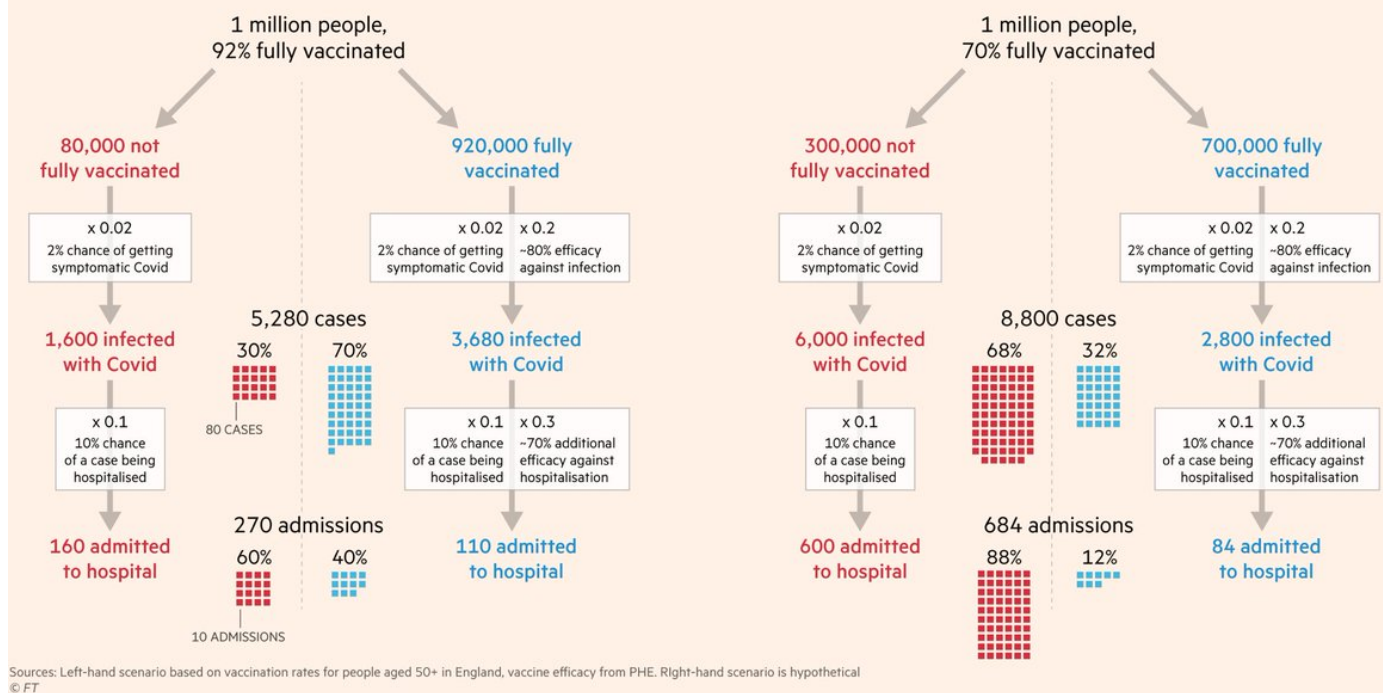 1 million people,
92% fully vaccinated
80,000 not
fully vaccinated
920,000 fully
vaccinated
x 0.02
2% chance of getting
symptomatic Covid
x 0.02
2% chance of getting
symptomatic Covid
x 0.2
~80% efficacy
against infection
5,280 cases
1,600 infected
with Covid
30%
70%
80 CASES
3,680 infected
with Covid
x 0.1
10% chance
of a case being
hospitalised
x 0.1
10% chance
of a case being
hospitalised
x 0.3
~70% additional
efficacy against
hospitalisation
270 admissions
160 admitted
to hospital
60%
40%
10 ADMISSIONS
110 admitted
to hospital
1 million people,
70% fully vaccinated
300,000 not
fully vaccinated
700,000 fully
vaccinated
x 0.02
2% chance of getting
symptomatic Covid
x 0.02
2% chance of getting
symptomatic Covid
x 0.2
~80% efficacy
against infection
8,800 cases
6,000 infected
with Covid
68%
32%
2,800 infected
with Covid
x 0.1
10% chance
of a case being
hospitalised
x 0.1
10% chance
of a case being
hospitalised
x 0.3
~70% additional
efficacy against
hospitalisation
684 admissions
600 admitted
to hospital
88%
12%
84 admitted
to hospital
Sources: Left-hand scenario based on vaccination rates for people aged 50+ in England, vaccine efficacy from PHE. RIght-hand scenario is hypothetical
© FT